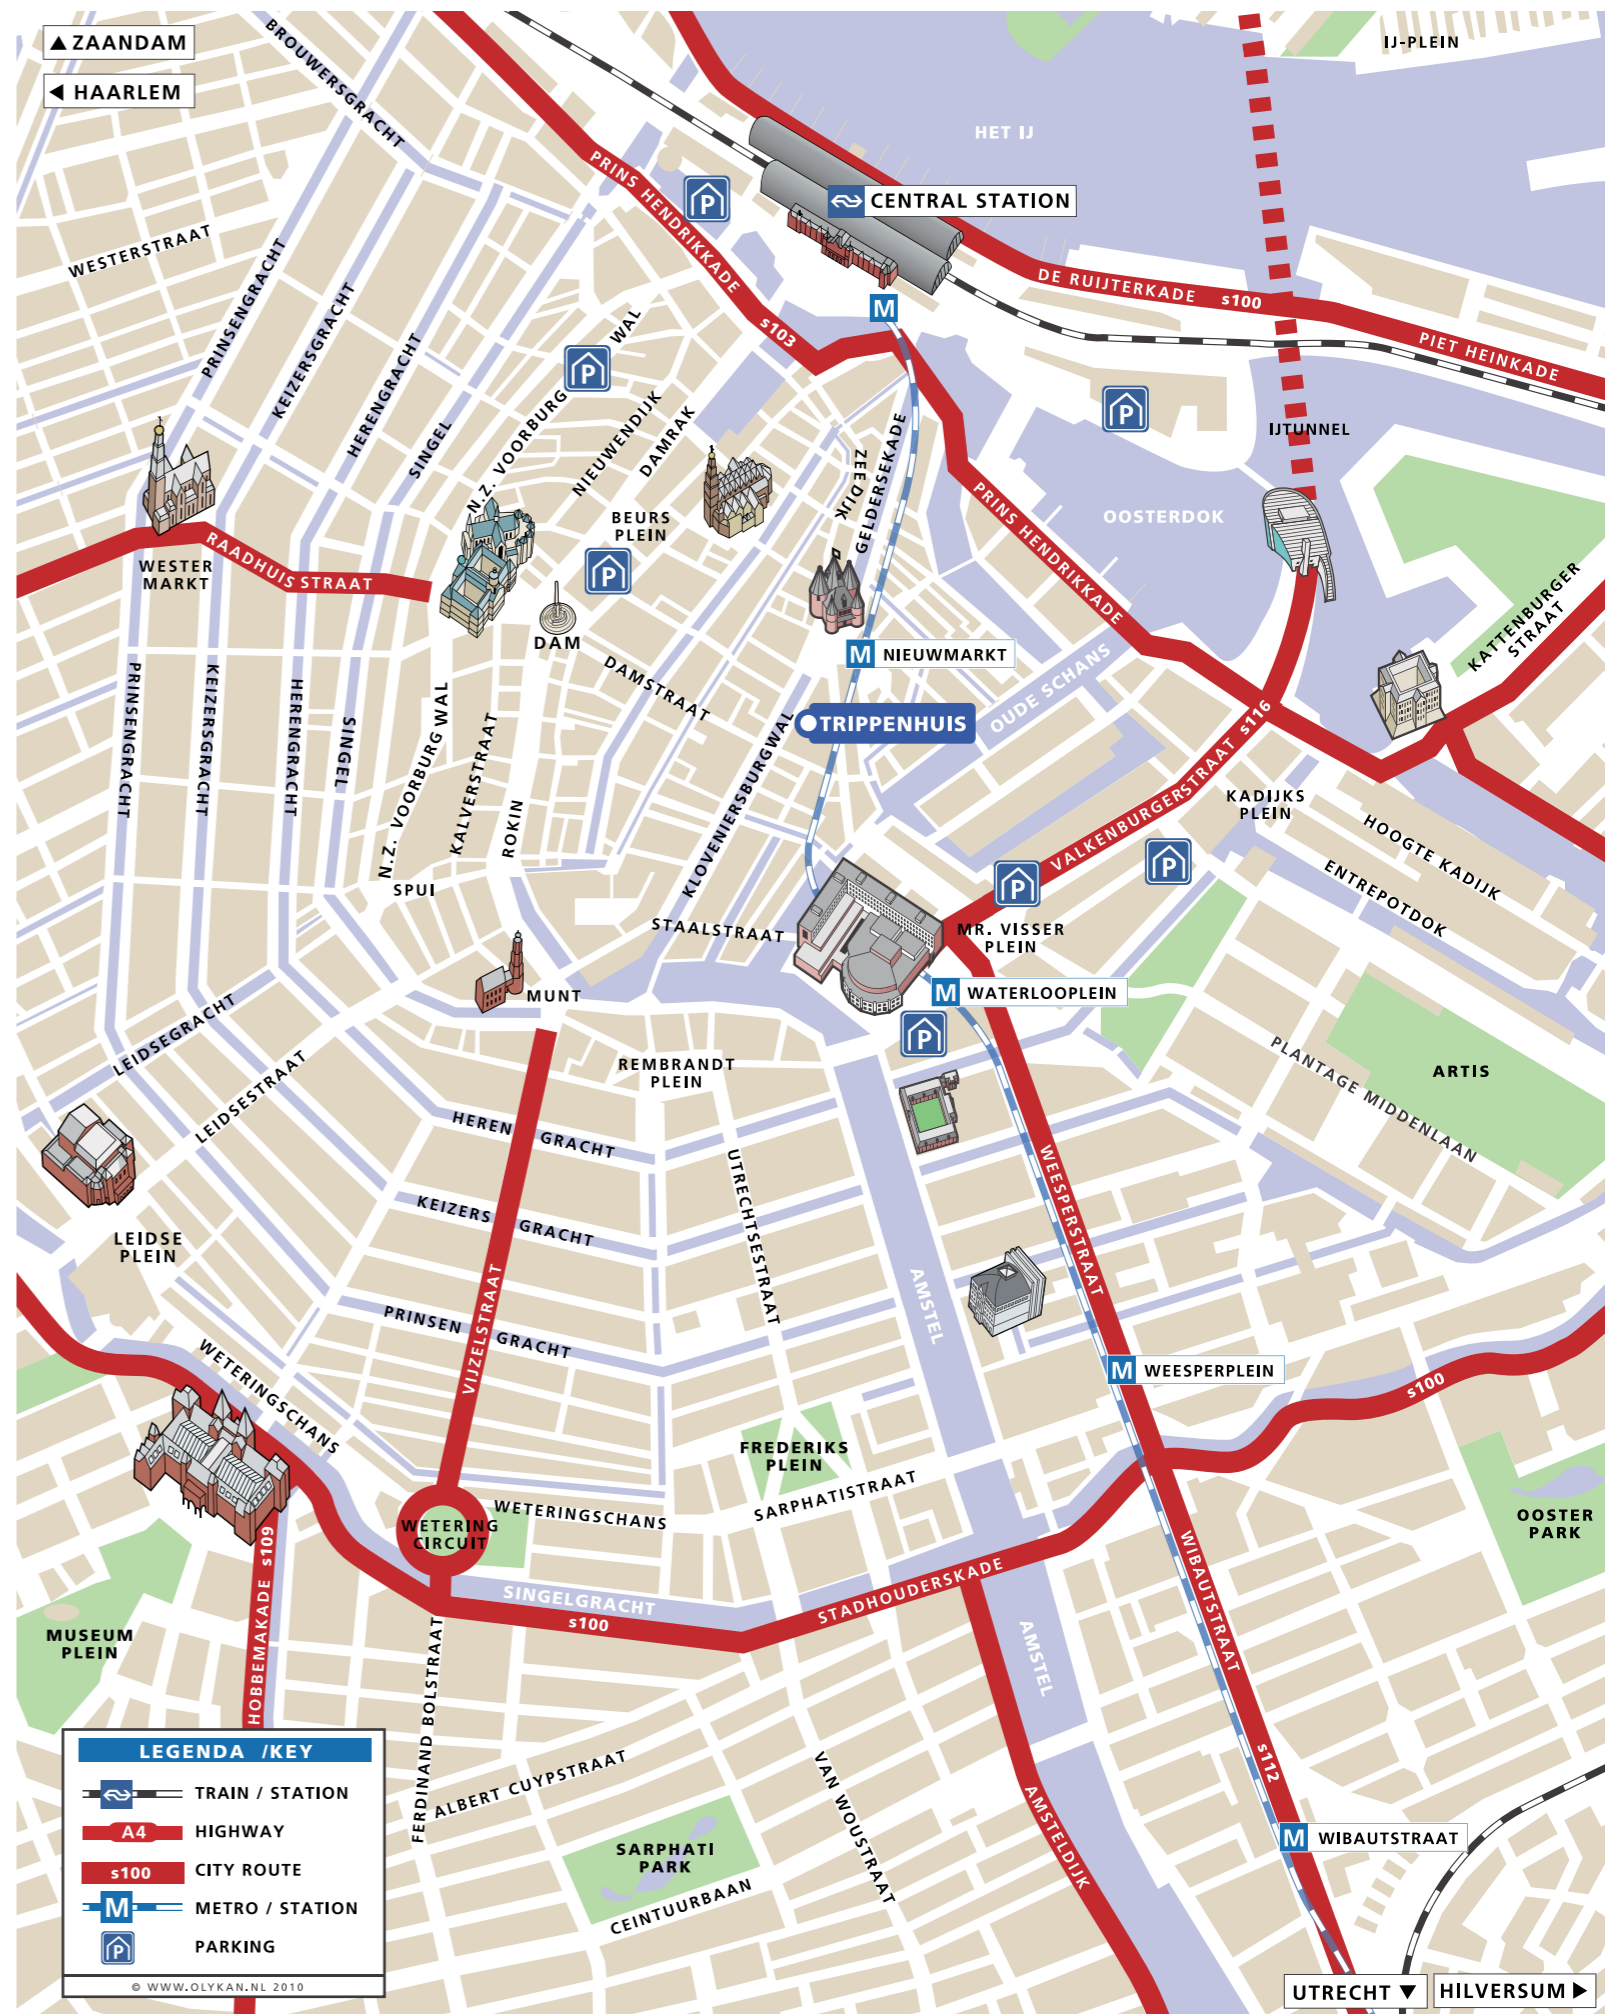 ▲ ZAANDAM
◀ HAARLEM
BROUWERSGRACHT
IJ-PLEIN
HET IJ
PRINS HENDRIKKADE
P
CENTRAL STATION
WESTERSTRAAT
PRINSENGRACHT
KEIZERSGRACHT
HERENGRACHT
SINGEL
M
DE RUIJTERKADE s100
PIET HEINKADE
s103
N.Z. VOORBURG WAL
P
NIEUWENDIJK
DAMRAK
ZEEDIJK
GELDERSEKADE
P
IJTUNNEL
BEURS
PLEIN
P
PRINS HENDRIKKADE
OOSTERDOK
WESTER
MARKT
RAADHUIS STRAAT
DAM
DAMSTRAAT
M NIEUWMARKT
KATTENBURGER
STRAAT
OUDE SCHANS
TRIPPENHUIS
PRINSENGRACHT
KEIZERSGRACHT
HERENGRACHT
SINGEL
N.Z. VOORBURG WAL
KALVERSTRAAT
ROKIN
KLOVENIERSBURGWAL
VALKENBURGERSTRAAT s116
KADIJKS
PLEIN
HOOGTE KADIJK
ENTREPOTDOK
P
P
SPUI
STAALSTRAAT
MR. VISSER
PLEIN
MUNT
M WATERLOOPLEIN
P
LEIDSEGRACHT
LEIDSESTRAAT
REMBRANDT
PLEIN
PLANTAGE MIDDENLAAN
ARTIS
HEREN GRACHT
UTRECHTSESTRAAT
WEESPERSTRAAT
KEIZERS GRACHT
LEIDSE
PLEIN
AMSTEL
PRINSEN GRACHT
VIJZELSTRAAT
WETERINGSCHANS
M WEESPERPLEIN
s100
FREDERIKS
PLEIN
SARPHATISTRAAT
WETERINGSCHANS
WETERING
CIRCUIT
OOSTER
PARK
HOBBEMAKADE s109
SINGELGRACHT
s100
STADHOUDERSKADE
WIBAUTSTRAAT
MUSEUM
PLEIN
AMSTEL
FERDINAND BOLSTRAAT
ALBERT CUYPSTRAAT
VAN WOUSTRAAT
s112
AMSTELDIJK
SARPHATI
PARK
CEINTUURBAAN
M WIBAUTSTRAAT
LEGENDA /KEY
TRAIN / STATION
A4 HIGHWAY
s100 CITY ROUTE
M METRO / STATION
P PARKING
© WWW.OLYKAN.NL 2010
UTRECHT ▼
HILVERSUM ▶